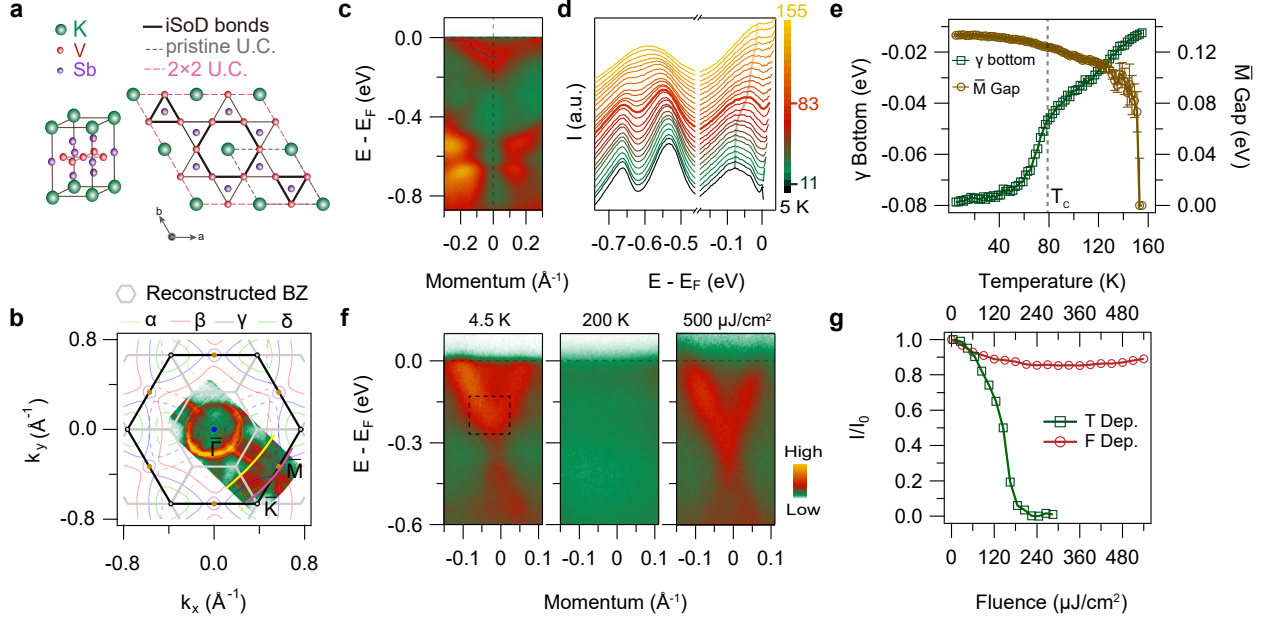 a
K
V
Sb
iSoD bonds
pristine U.C.
2×2 U.C.
b
a
b
Reconstructed BZ
α β γ δ
0.8
0.0
-0.8
k_y (Å⁻¹)
Γ̅
M̅
K̅
-0.8 0.0 0.8
k_x (Å⁻¹)
c
0.0
-0.4
-0.8
E - E_F (eV)
-0.2 0 0.2
Momentum (Å⁻¹)
d
I (a.u.)
155
83
11
5 K
-0.7 -0.6 -0.5 -0.1 0
E - E_F (eV)
e
-0.02
-0.04
-0.06
-0.08
γ Bottom (eV)
γ bottom
M̅ Gap
T_c
0.12
0.08
0.04
0.00
M̅ Gap (eV)
40 80 120 160
Temperature (K)
f
4.5 K 200 K 500 µJ/cm²
0.0
-0.3
-0.6
E - E_F (eV)
-0.1 0 0.1 -0.1 0 0.1 -0.1 0 0.1
Momentum (Å⁻¹)
High
Low
g
0 120 240 360 480
1.0
0.8
0.6
0.4
0.2
0.0
I/I₀
T Dep.
F Dep.
0 120 240 360 480
Fluence (µJ/cm²)